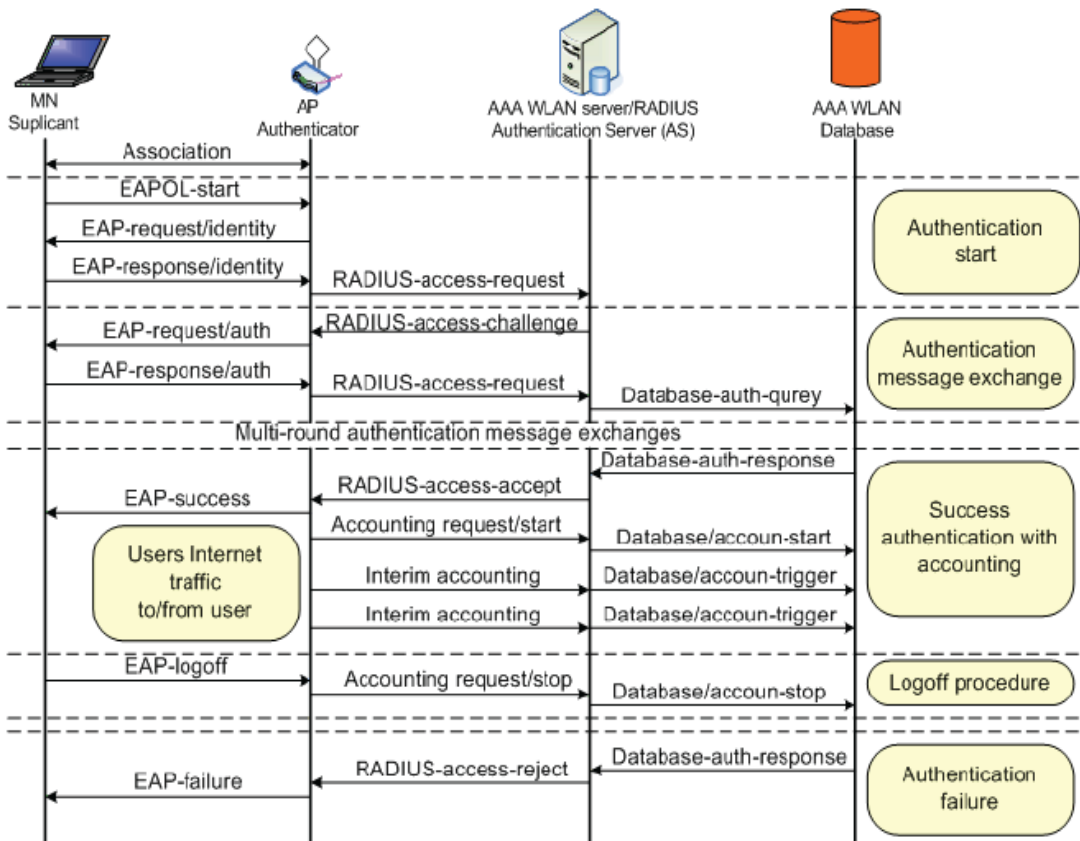 MN
Suplicant
AP
Authenticator
AAA WLAN server/RADIUS
Authentication Server (AS)
AAA WLAN
Database
Association
EAPOL-start
EAP-request/identity
EAP-response/identity
RADIUS-access-request
Authentication
start
RADIUS-access-challenge
EAP-request/auth
EAP-response/auth
RADIUS-access-request
Database-auth-qurey
Authentication
message exchange
Multi-round authentication message exchanges
Database-auth-response
RADIUS-access-accept
EAP-success
Accounting request/start
Database/accoun-start
Users Internet
traffic
to/from user
Interim accounting
Database/accoun-trigger
Interim accounting
Database/accoun-trigger
Success
authentication with
accounting
EAP-logoff
Accounting request/stop
Database/accoun-stop
Logoff procedure
Database-auth-response
RADIUS-access-reject
EAP-failure
Authentication
failure